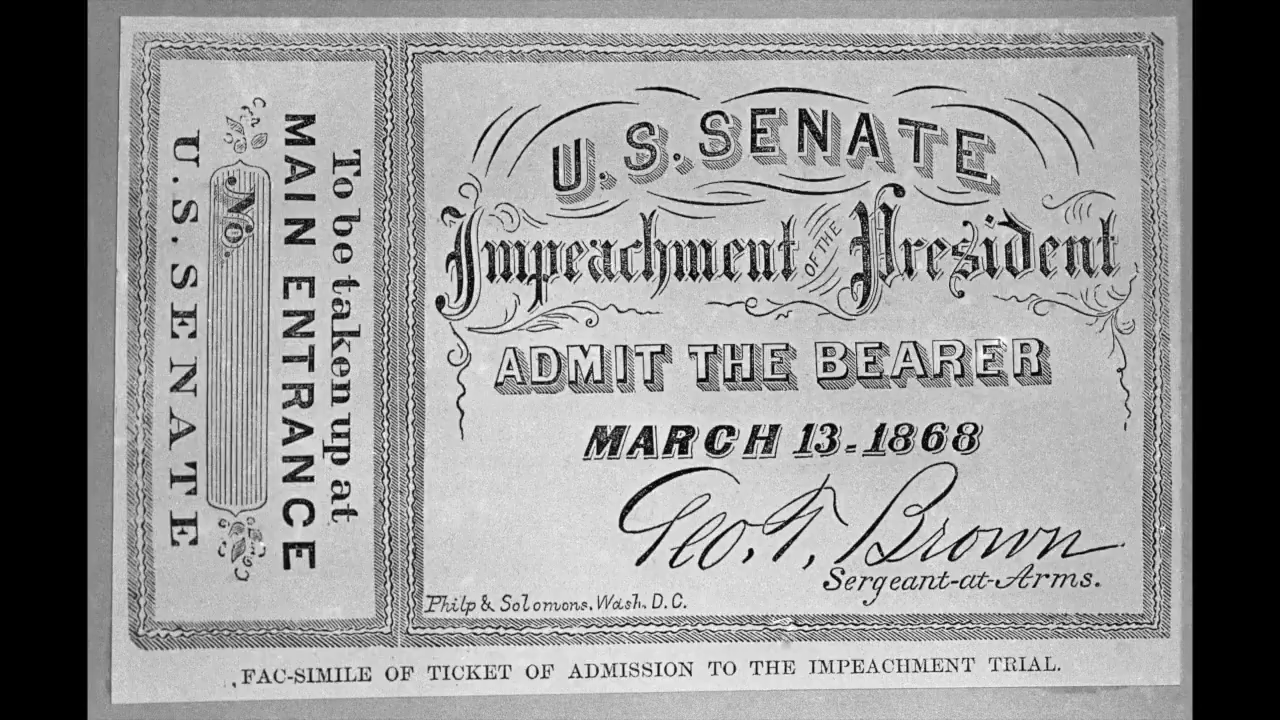 To be taken up at
MAIN ENTRANCE
No.
U.S. SENATE
U.S. SENATE
Impeachment OF THE President
ADMIT THE BEARER
MARCH 13-1868
Geo. T. Brown
Sergeant-at-Arms.
Philp & Solomons. Wash. D.C.
FAC-SIMILE OF TICKET OF ADMISSION TO THE IMPEACHMENT TRIAL.